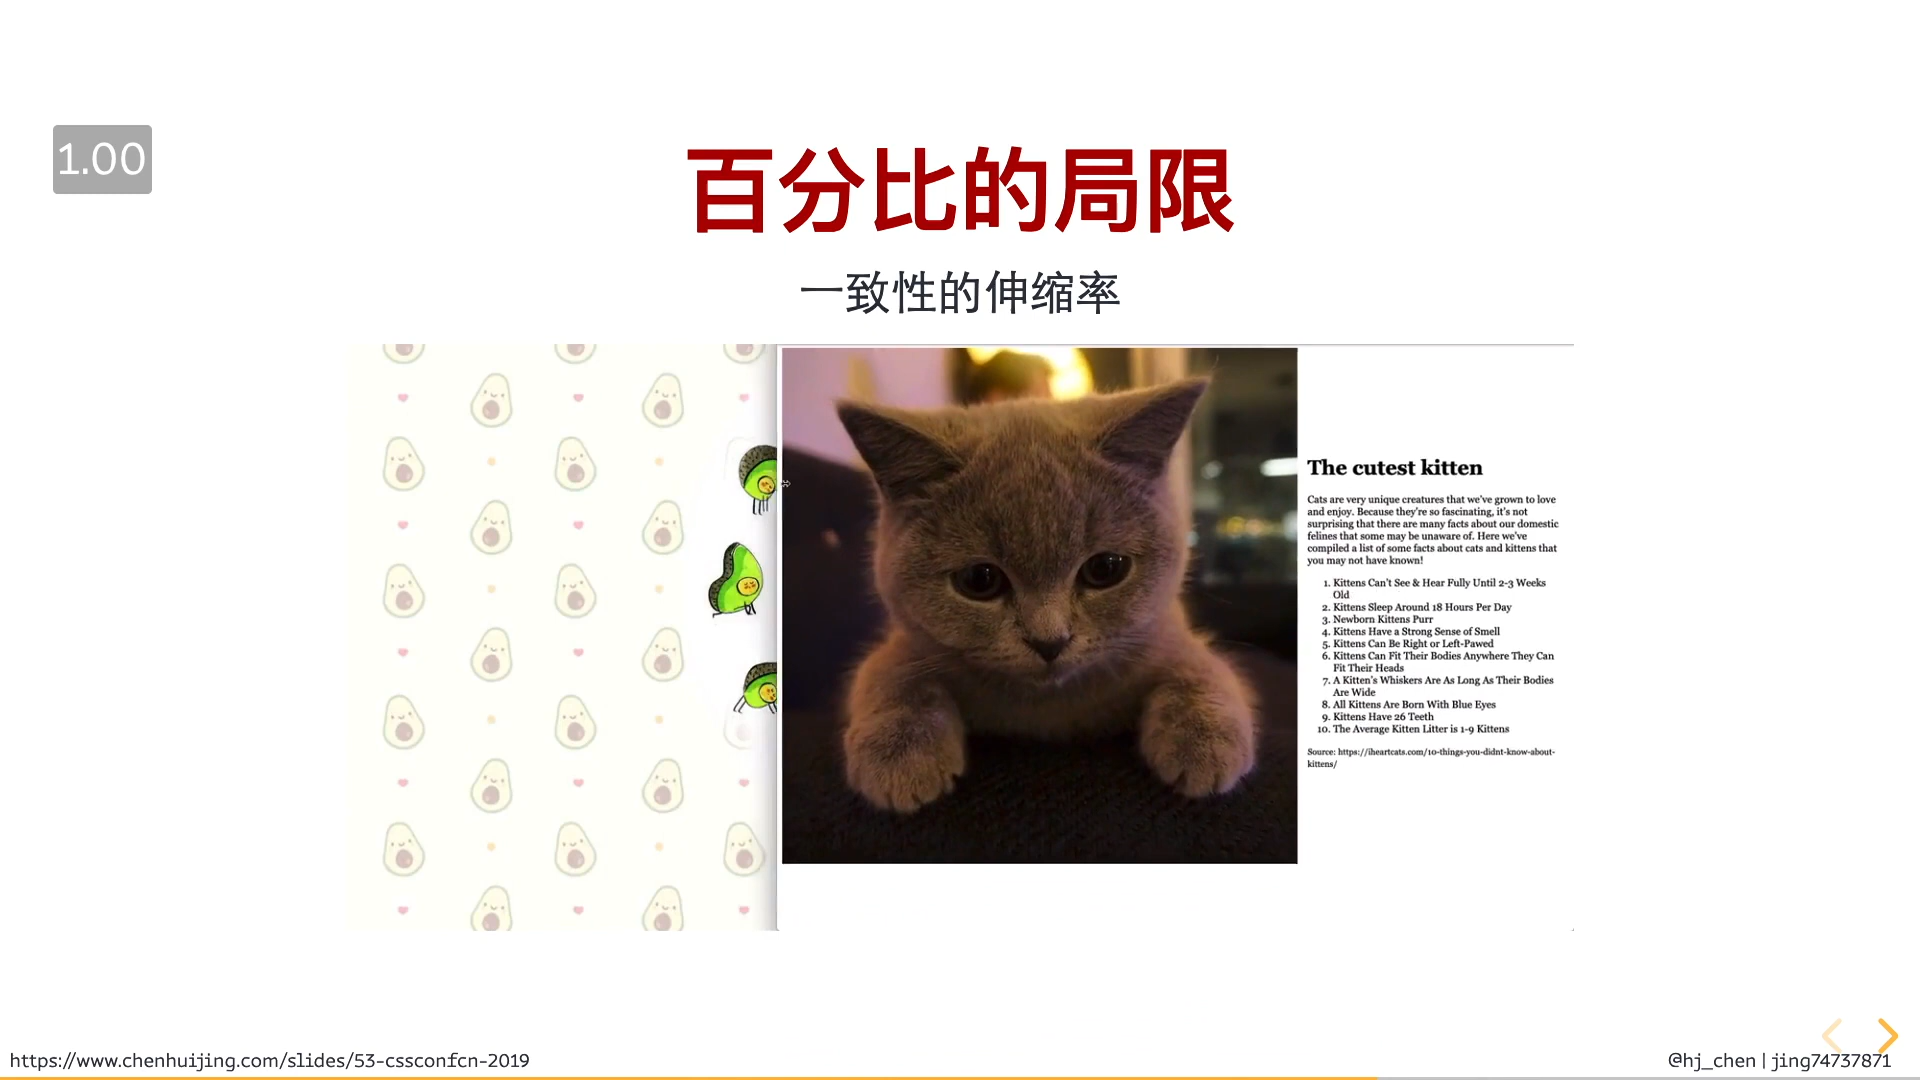 1.00
百分比的局限
一致性的伸缩率
The cutest kitten
Cats are very unique creatures that we've grown to love
and enjoy. Because they're so fascinating, it's not
surprising that there are many facts about our domestic
felines that some may be unaware of. Here we've
compiled a list of some facts about cats and kittens that
you may not have known!
1. Kittens Can't See & Hear Fully Until 2-3 Weeks
Old
2. Kittens Sleep Around 18 Hours Per Day
3. Newborn Kittens Purr
4. Kittens Have a Strong Sense of Smell
5. Kittens Can Be Right or Left-Pawed
6. Kittens Can Fit Their Bodies Anywhere They Can
Fit Their Heads
7. A Kitten's Whiskers Are As Long As Their Bodies
Are Wide
8. All Kittens Are Born With Blue Eyes
9. Kittens Have 26 Teeth
10. The Average Kitten Litter is 1-9 Kittens
Source: https://iheartcats.com/10-things-you-didnt-know-about-
kittens/
https://www.chenhuijing.com/slides/53-cssconfcn-2019
@hj_chen | jing74737871